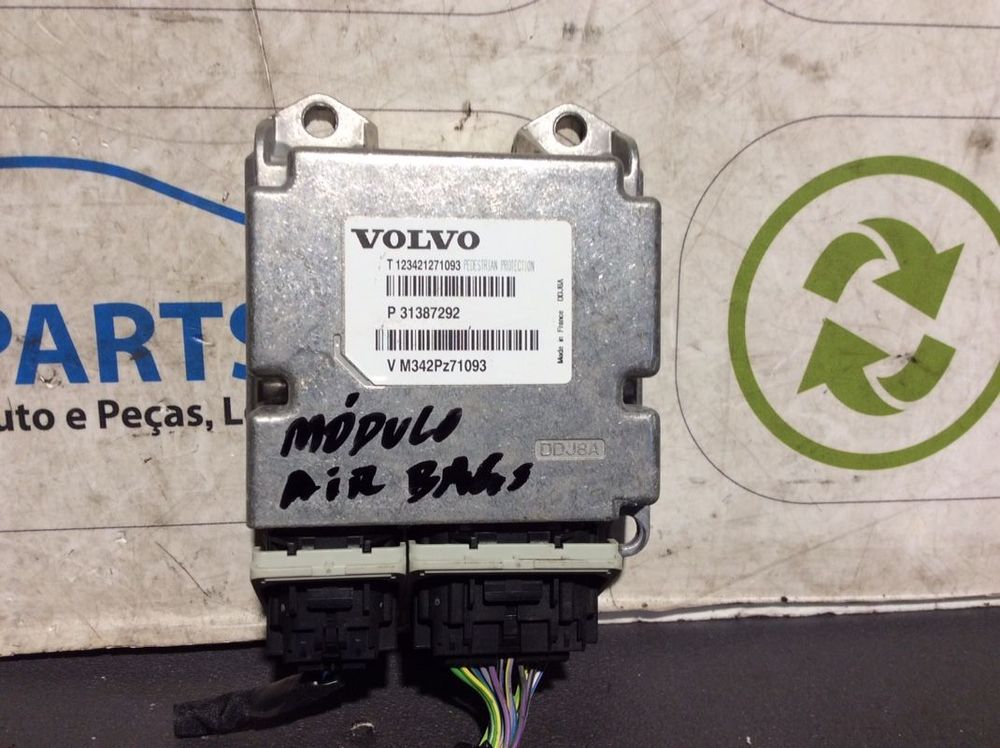 VOLVO
T 123421271093 PEDESTRIAN PROTECTION
P 31387292
V M342Pz71093
Made in France DDJ8A
MÓDULO
AIR BAGS
DDJ8A
PARTS
uto e Peças, L